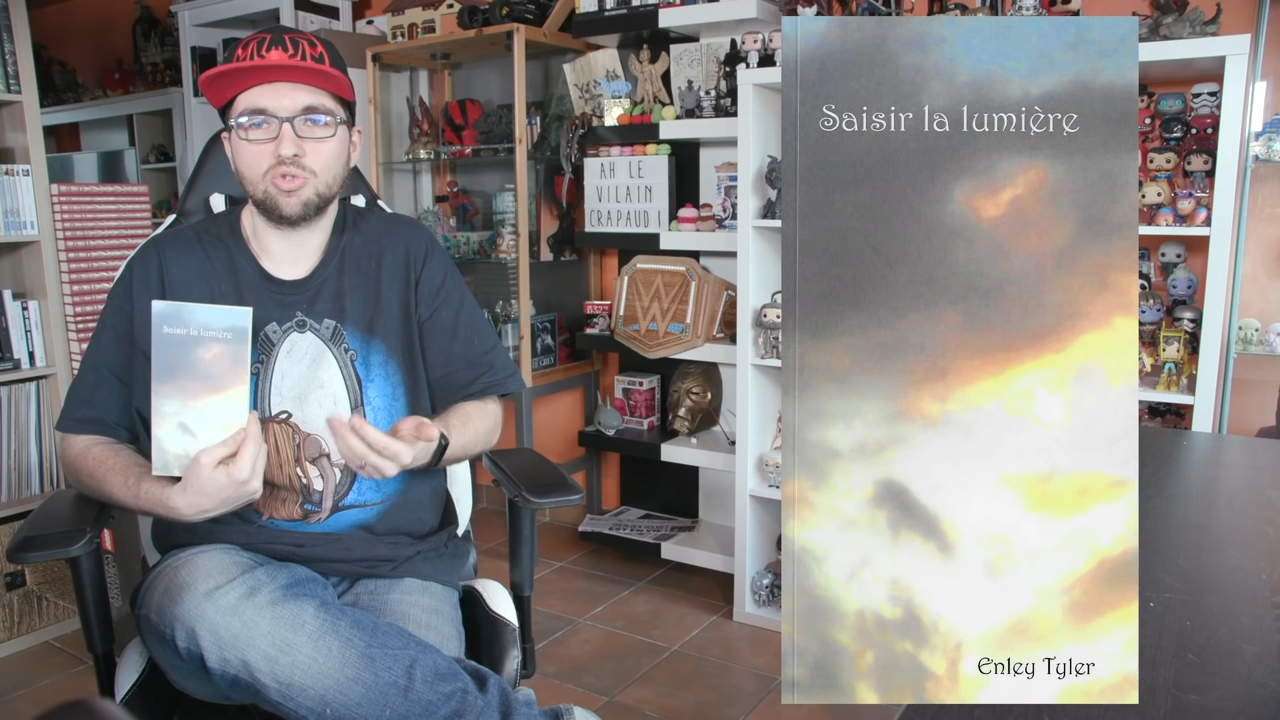 Saisir la lumière
AH LE
VILAIN
CRAPAUD !
Saisir la lumière
Enley Tyler